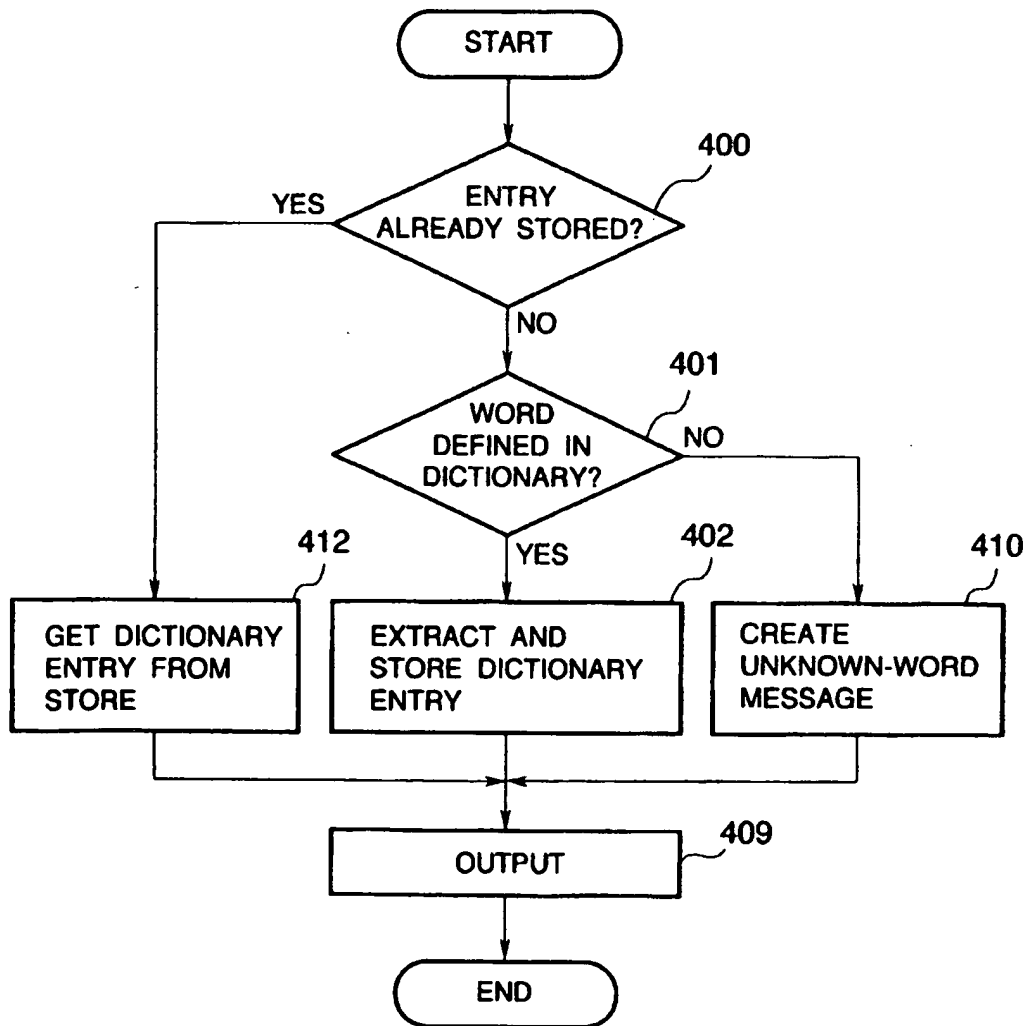 START
400
ENTRY
ALREADY STORED?
YES
NO
401
WORD
DEFINED IN
DICTIONARY?
NO
YES
412
GET DICTIONARY
ENTRY FROM
STORE
402
EXTRACT AND
STORE DICTIONARY
ENTRY
410
CREATE
UNKNOWN-WORD
MESSAGE
409
OUTPUT
END